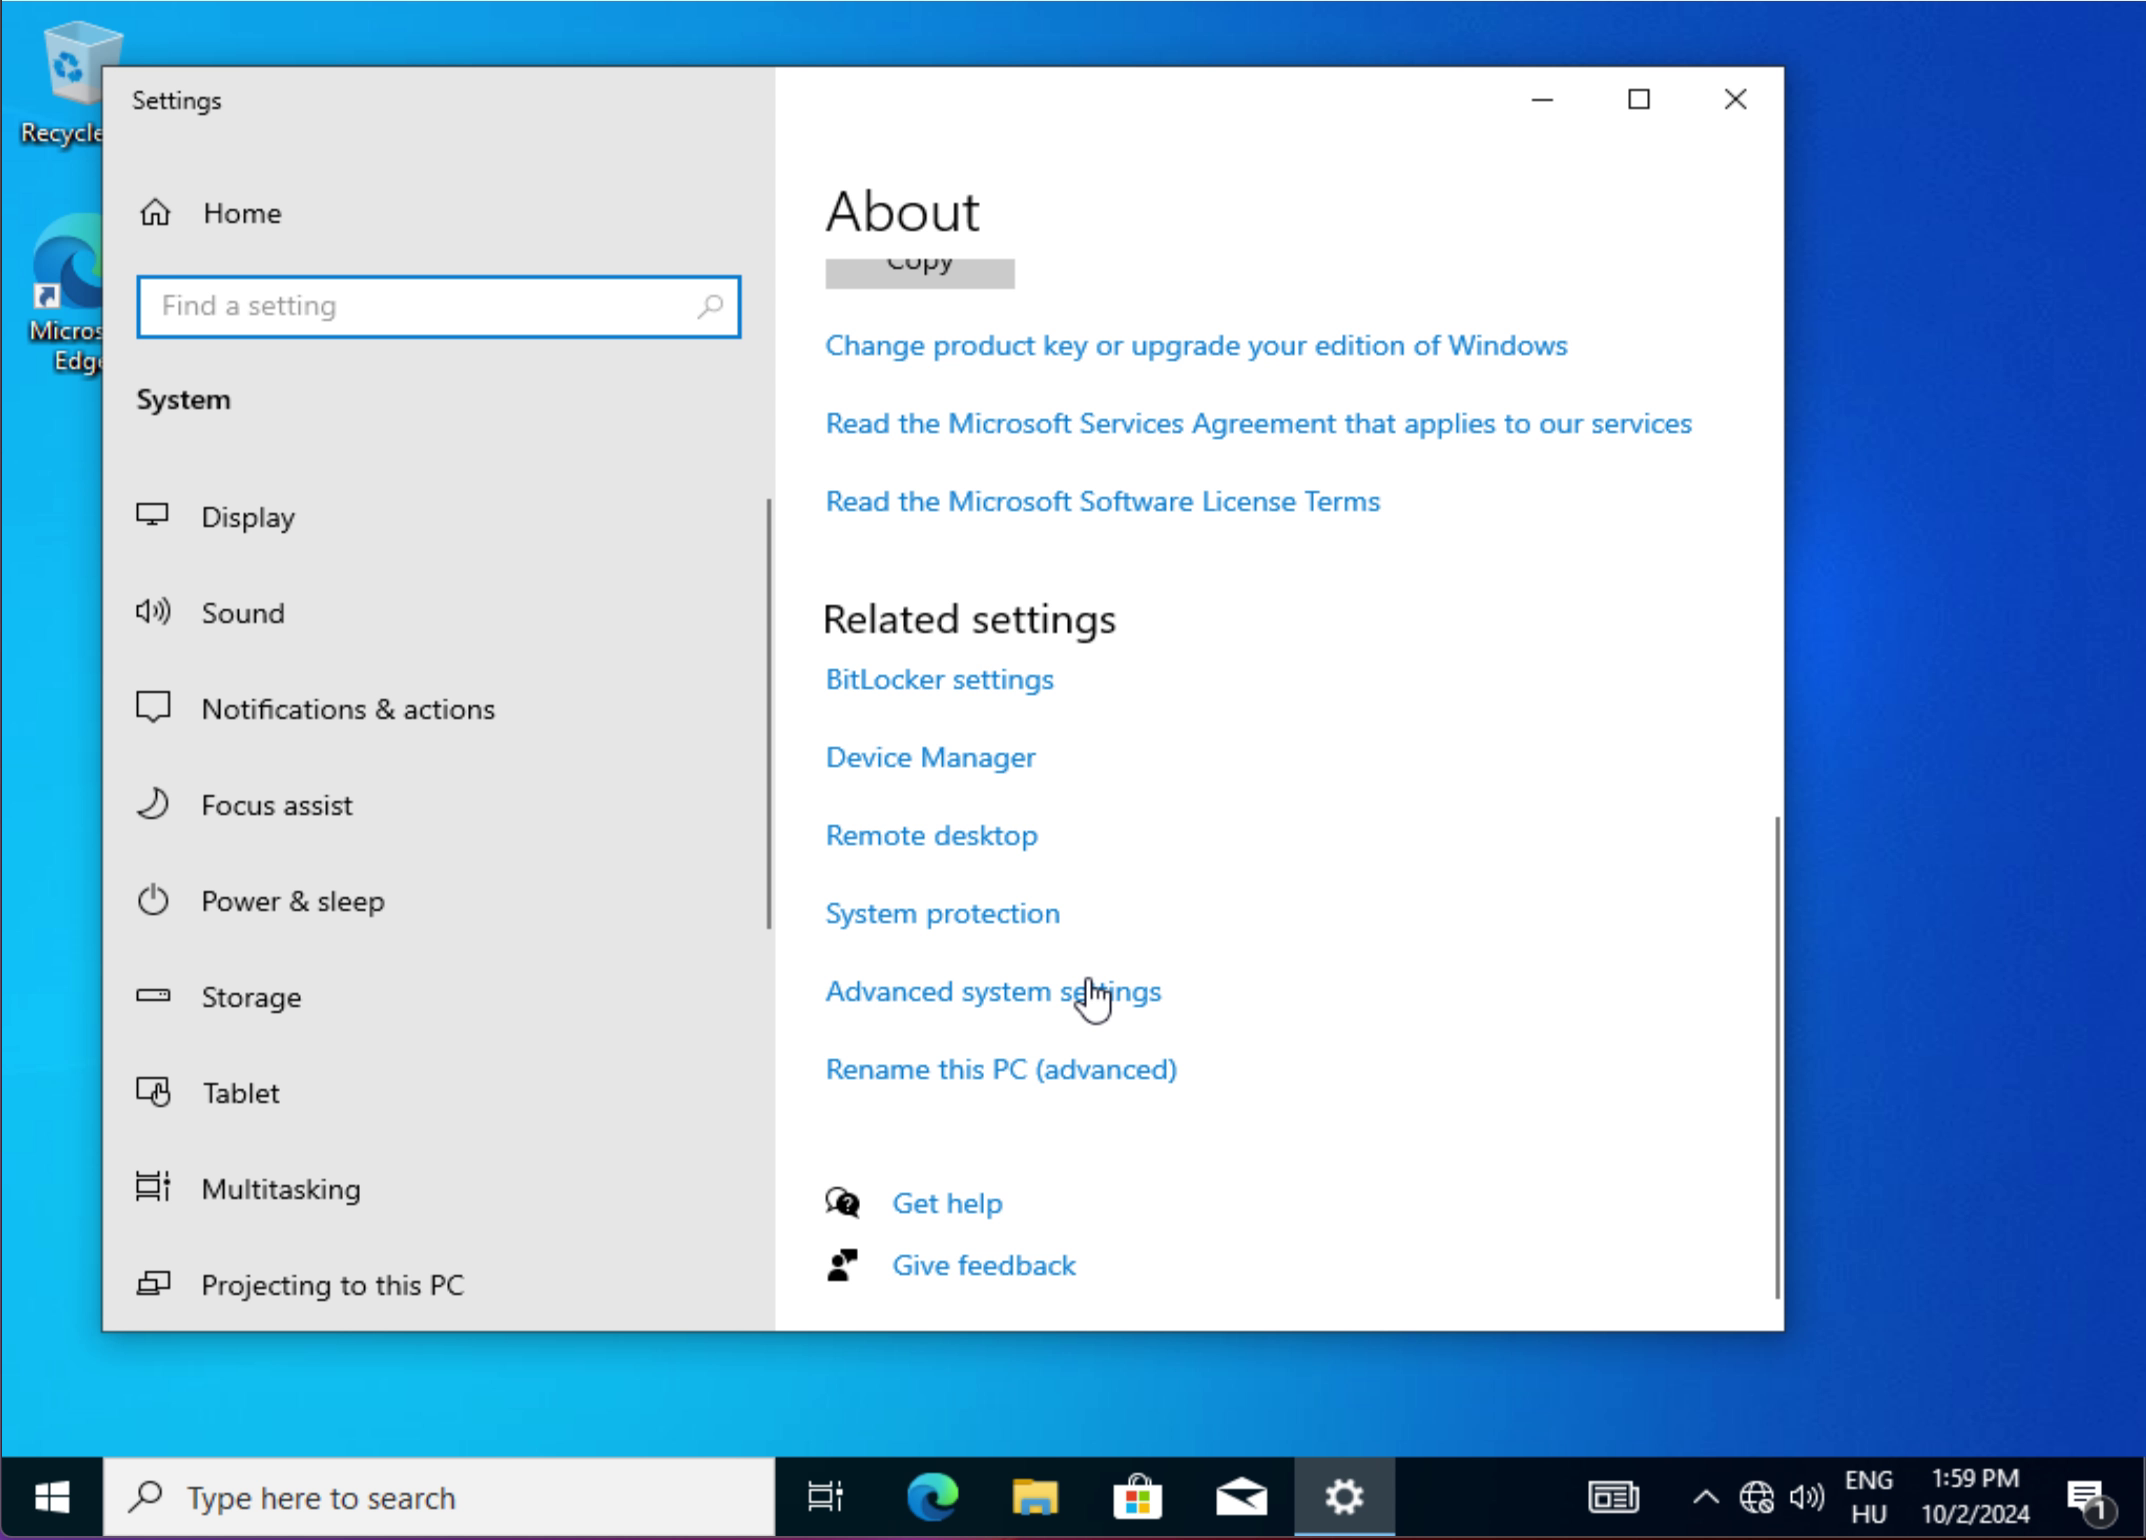 Recycle
Micros
Edge
Settings
Home
Find a setting
System
Display
Sound
Notifications & actions
Focus assist
Power & sleep
Storage
Tablet
Multitasking
Projecting to this PC
About
Copy
Change product key or upgrade your edition of Windows
Read the Microsoft Services Agreement that applies to our services
Read the Microsoft Software License Terms
Related settings
BitLocker settings
Device Manager
Remote desktop
System protection
Advanced system settings
Rename this PC (advanced)
Get help
Give feedback
Type here to search
ENG
HU
1:59 PM
10/2/2024
1